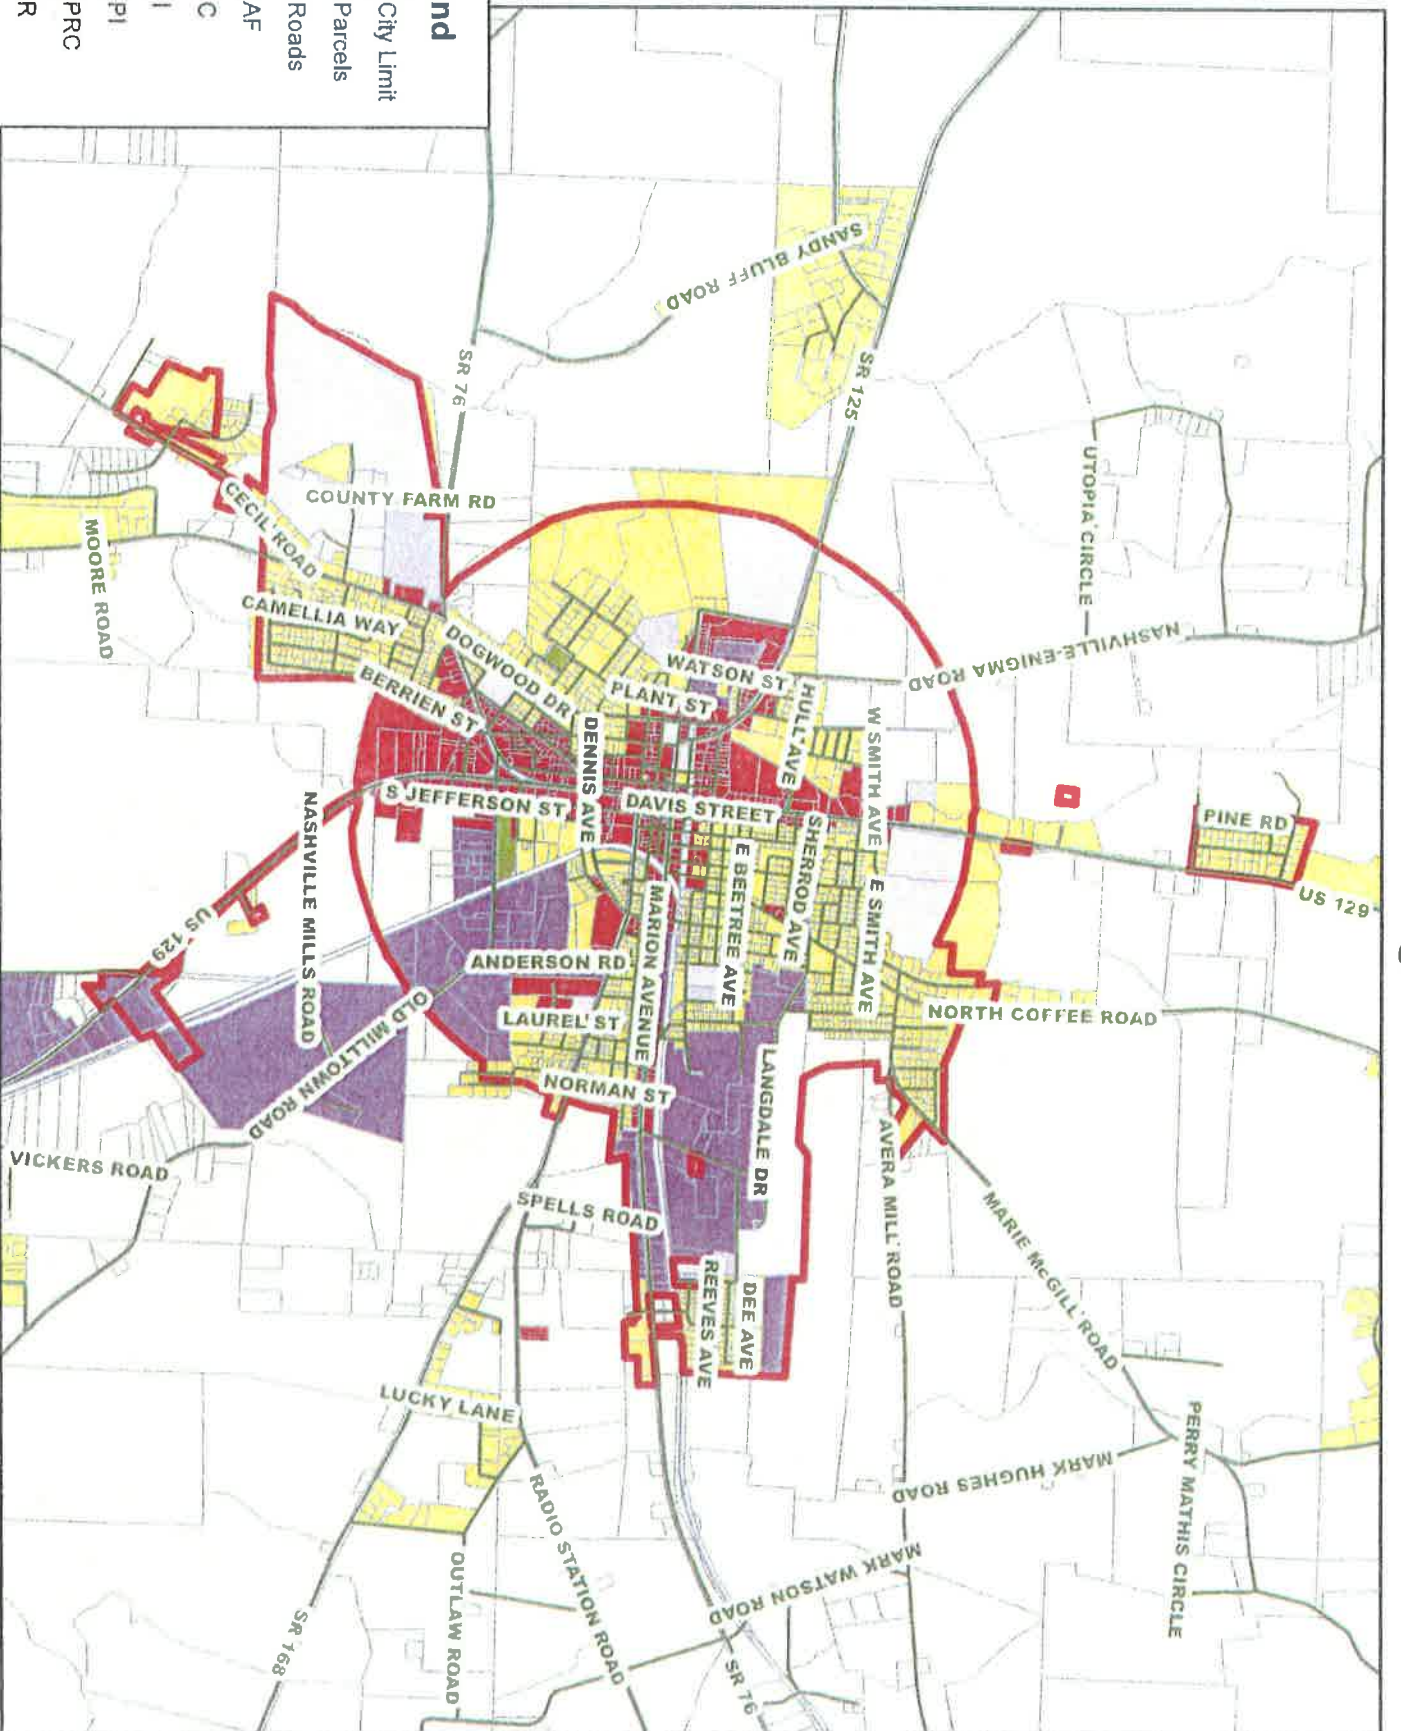 nd
City Limit
Parcels
Roads
AF
C
I
PI
PRC
R
SANDY BLUFF ROAD
SR 125
SR 76
UTOPIA CIRCLE
COUNTY FARM RD
CECIL ROAD
MOORE ROAD
CAMELLIA WAY
DOGWOOD DR
BERRIEN ST
WATSON ST
PLANT ST
HULL AVE
NASHVILLE-ENIGMA ROAD
W SMITH AVE
DENNIS AVE
S JEFFERSON ST
DAVIS STREET
PINE RD
US 129
SHERROD AVE
E BEETREE AVE
E SMITH AVE
NASHVILLE MILLS ROAD
US 129
MARION AVENUE
ANDERSON RD
LAUREL ST
NORTH COFFEE ROAD
OLD MILLTOWN ROAD
NORMAN ST
LANGDALE DR
VICKERS ROAD
AVERA MILL ROAD
SPELLS ROAD
MARIE McGILL ROAD
REEVES AVE
DEE AVE
LUCKY LANE
PERRY MATHIS CIRCLE
MARK HUGHES ROAD
RADIO STATION ROAD
OUTLAW ROAD
MARK WATSON ROAD
SR 168
SR 76